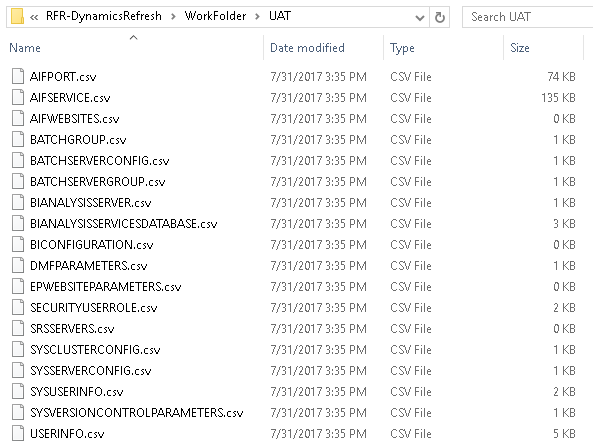 « RFR-DynamicsRefresh › WorkFolder › UAT Search UAT
Name Date modified Type Size
AIFPORT.csv 7/31/2017 3:35 PM CSV File 74 KB
AIFSERVICE.csv 7/31/2017 3:35 PM CSV File 135 KB
AIFWEBSITES.csv 7/31/2017 3:35 PM CSV File 0 KB
BATCHGROUP.csv 7/31/2017 3:35 PM CSV File 1 KB
BATCHSERVERCONFIG.csv 7/31/2017 3:35 PM CSV File 1 KB
BATCHSERVERGROUP.csv 7/31/2017 3:35 PM CSV File 1 KB
BIANALYSISSERVER.csv 7/31/2017 3:35 PM CSV File 1 KB
BIANALYSISSERVICESDATABASE.csv 7/31/2017 3:35 PM CSV File 3 KB
BICONFIGURATION.csv 7/31/2017 3:35 PM CSV File 0 KB
DMFPARAMETERS.csv 7/31/2017 3:35 PM CSV File 1 KB
EPWEBSITEPARAMETERS.csv 7/31/2017 3:35 PM CSV File 0 KB
SECURITYUSERROLE.csv 7/31/2017 3:35 PM CSV File 2 KB
SRSSERVERS.csv 7/31/2017 3:35 PM CSV File 0 KB
SYSCLUSTERCONFIG.csv 7/31/2017 3:35 PM CSV File 1 KB
SYSSERVERCONFIG.csv 7/31/2017 3:35 PM CSV File 1 KB
SYSUSERINFO.csv 7/31/2017 3:35 PM CSV File 2 KB
SYSVERSIONCONTROLPARAMETERS.csv 7/31/2017 3:35 PM CSV File 1 KB
USERINFO.csv 7/31/2017 3:35 PM CSV File 5 KB